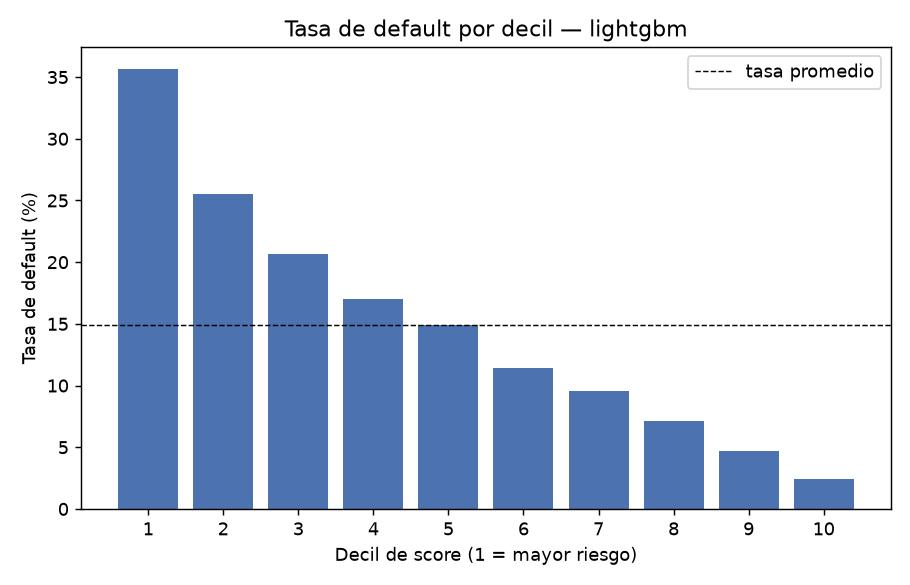 Tasa de default por decil — lightgbm
tasa promedio
Tasa de default (%)
35
30
25
20
15
10
5
0
1 2 3 4 5 6 7 8 9 10
Decil de score (1 = mayor riesgo)